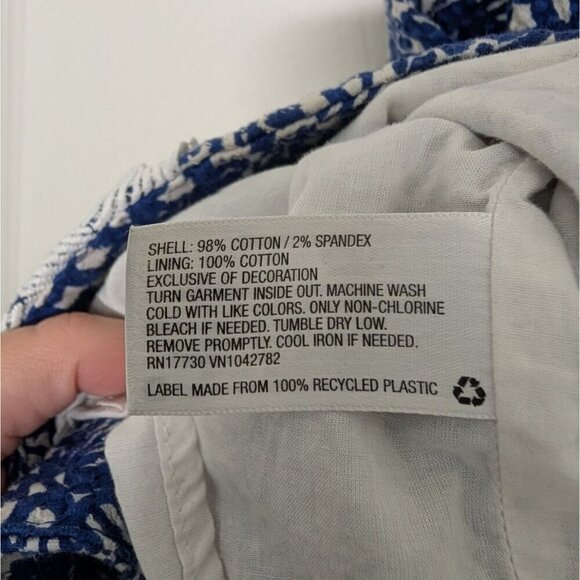 SHELL: 98% COTTON / 2% SPANDEX
LINING: 100% COTTON
EXCLUSIVE OF DECORATION
TURN GARMENT INSIDE OUT. MACHINE WASH
COLD WITH LIKE COLORS. ONLY NON-CHLORINE
BLEACH IF NEEDED. TUMBLE DRY LOW.
REMOVE PROMPTLY. COOL IRON IF NEEDED.
RN17730 VN1042782
LABEL MADE FROM 100% RECYCLED PLASTIC